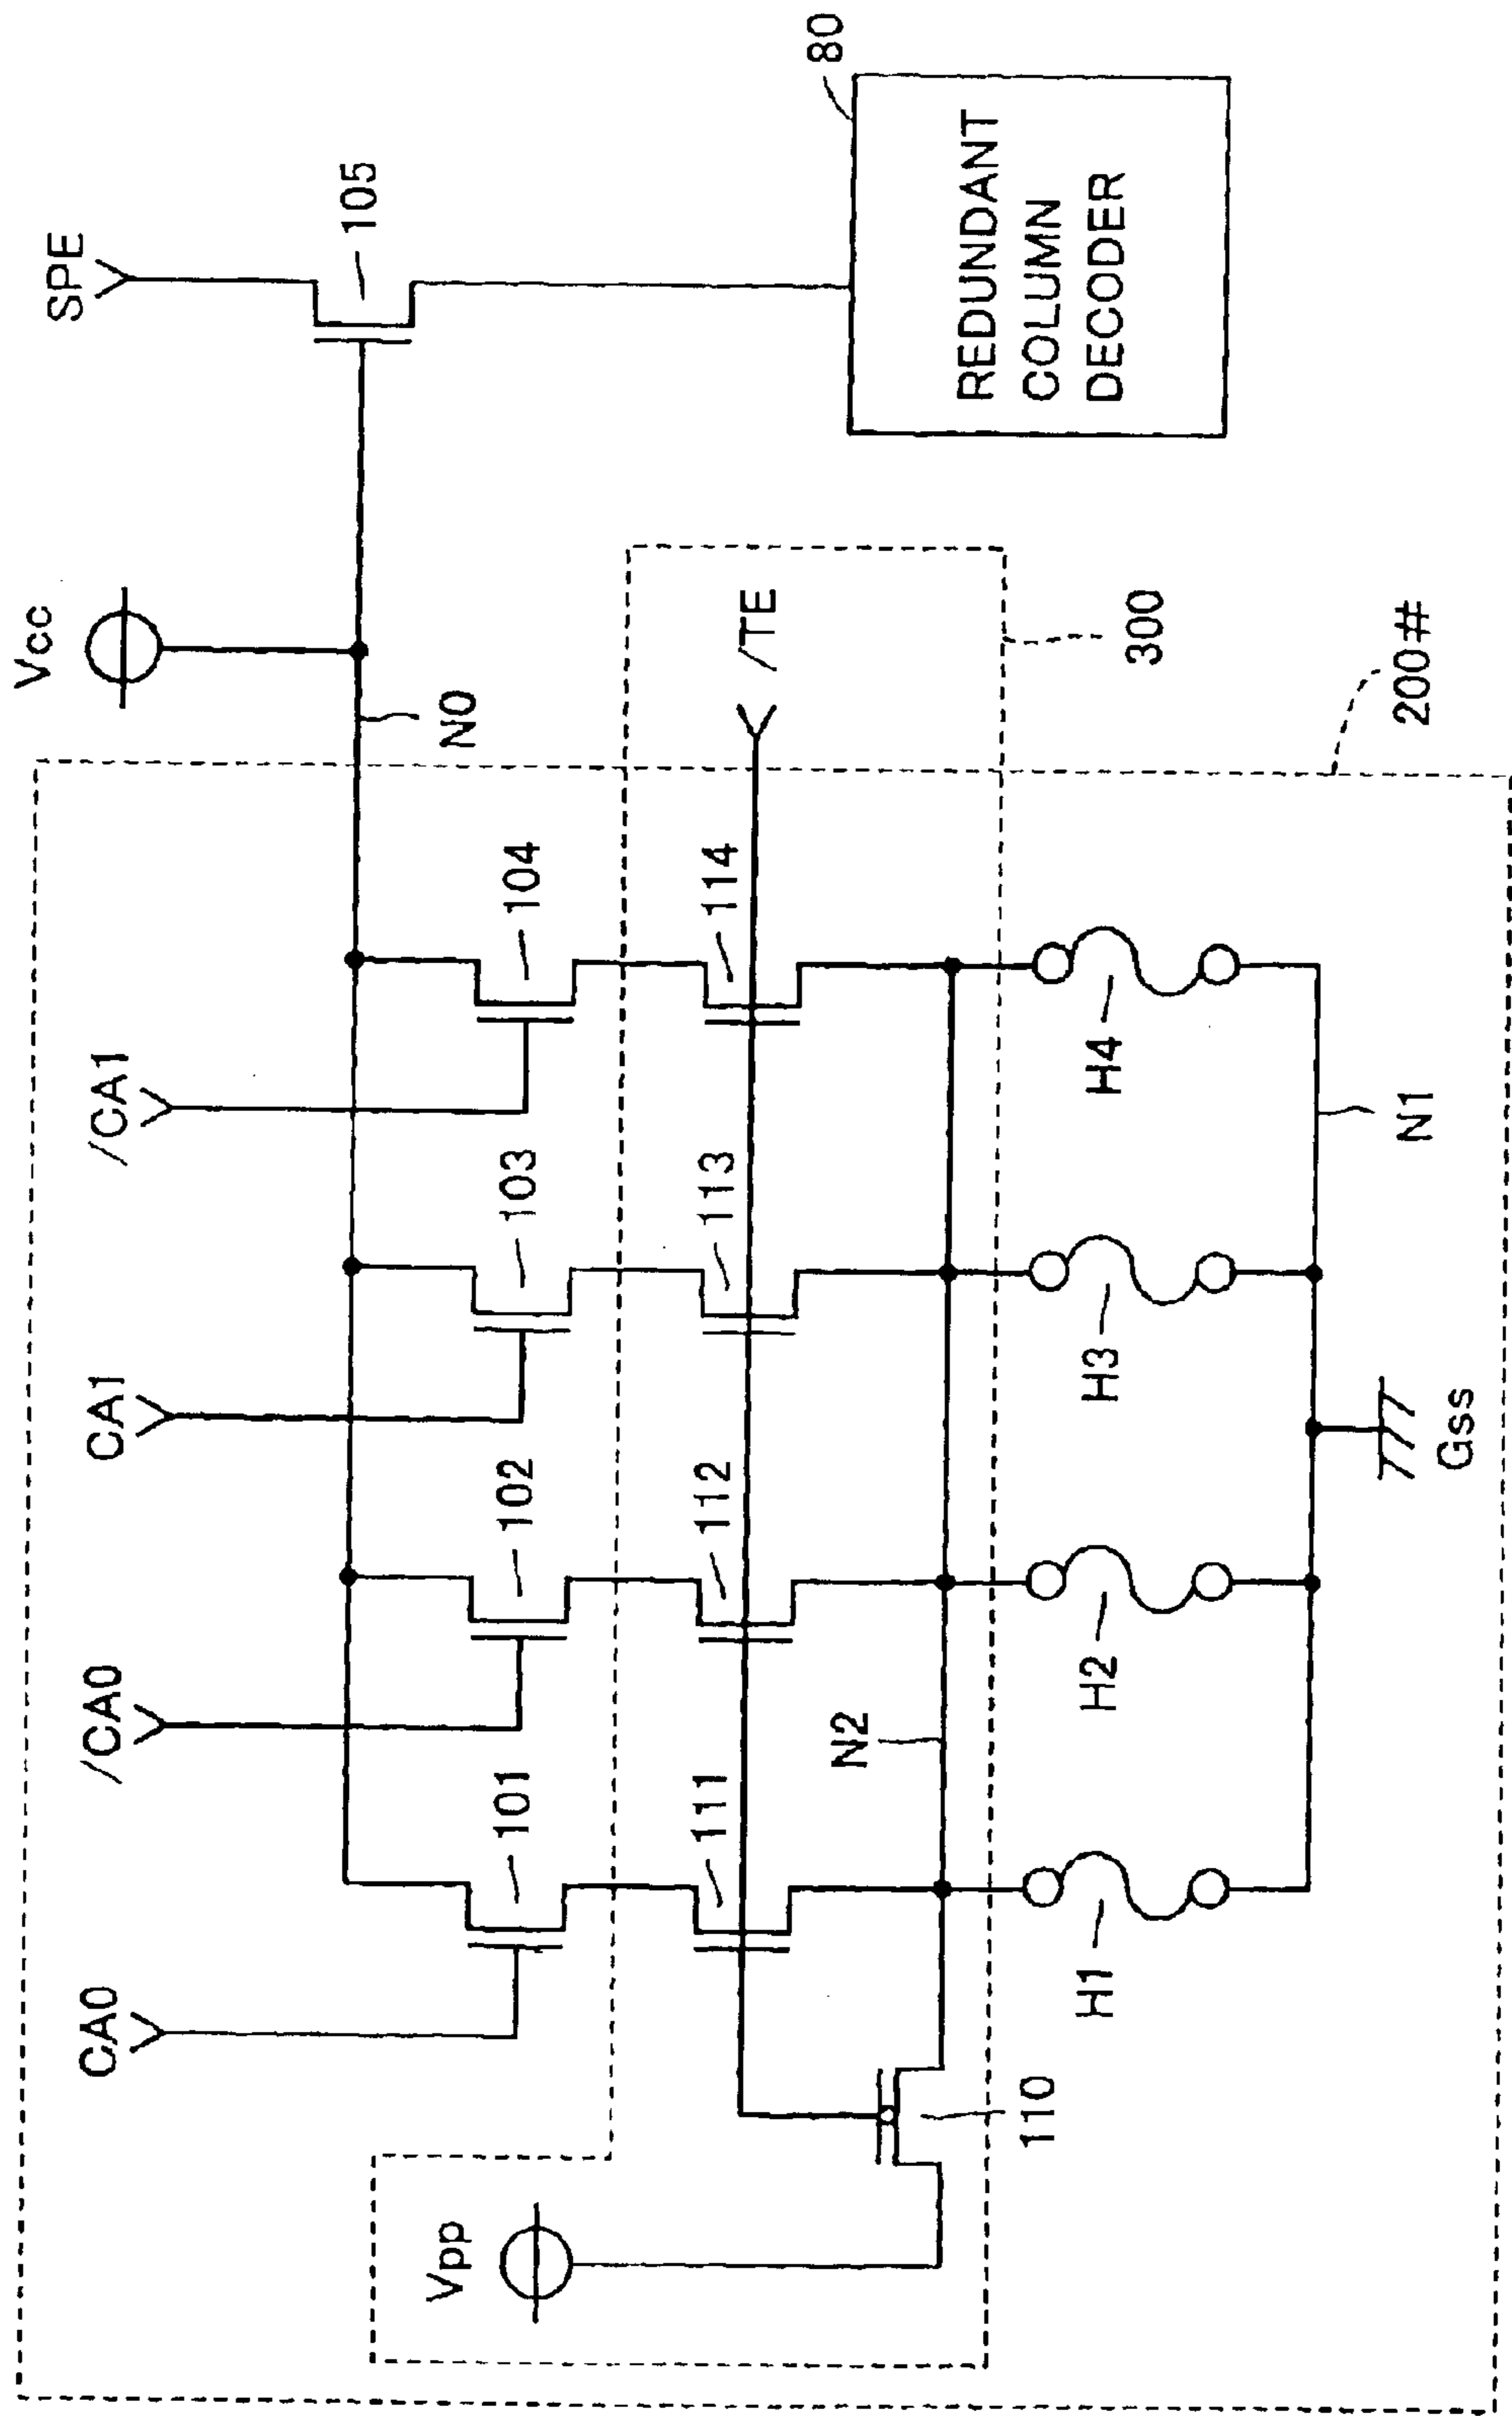 Vcc
SPE
105
80
REDUNDANT
COLUMN
DECODER
N0
CA0
/CA0
CA1
/CA1
101
102
103
104
/TE
111
112
113
114
300
Vpp
110
N2
H1
H2
H3
H4
N1
Gss
200#